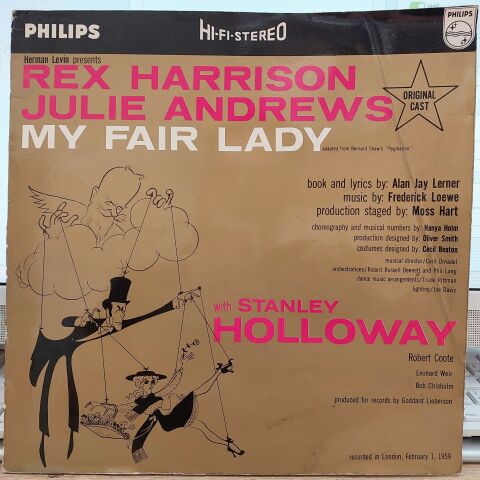 PHILIPS
HI-FI-STEREO
PHILIPS
PHILIPS
Herman Levin presents
REX HARRISON
JULIE ANDREWS
ORIGINAL
CAST
MY FAIR LADY
adapted from Bernard Shaw's "Pygmalion"
book and lyrics by: Alan Jay Lerner
music by: Frederick Loewe
production staged by: Moss Hart
choreography and musical numbers by: Hanya Holm
production designed by: Oliver Smith
costumes designed by: Cecil Beaton
musical director/Cyril Ornadel
orchestrations/Robert Russell Bennett and Phil Lang
dance music arrangements/Trude Rittman
lighting/Joe Davis
with STANLEY
HOLLOWAY
Robert Coote
Leonard Weir
Bob Chisholm
produced for records by Goddard Lieberson
recorded in London, February 1, 1959